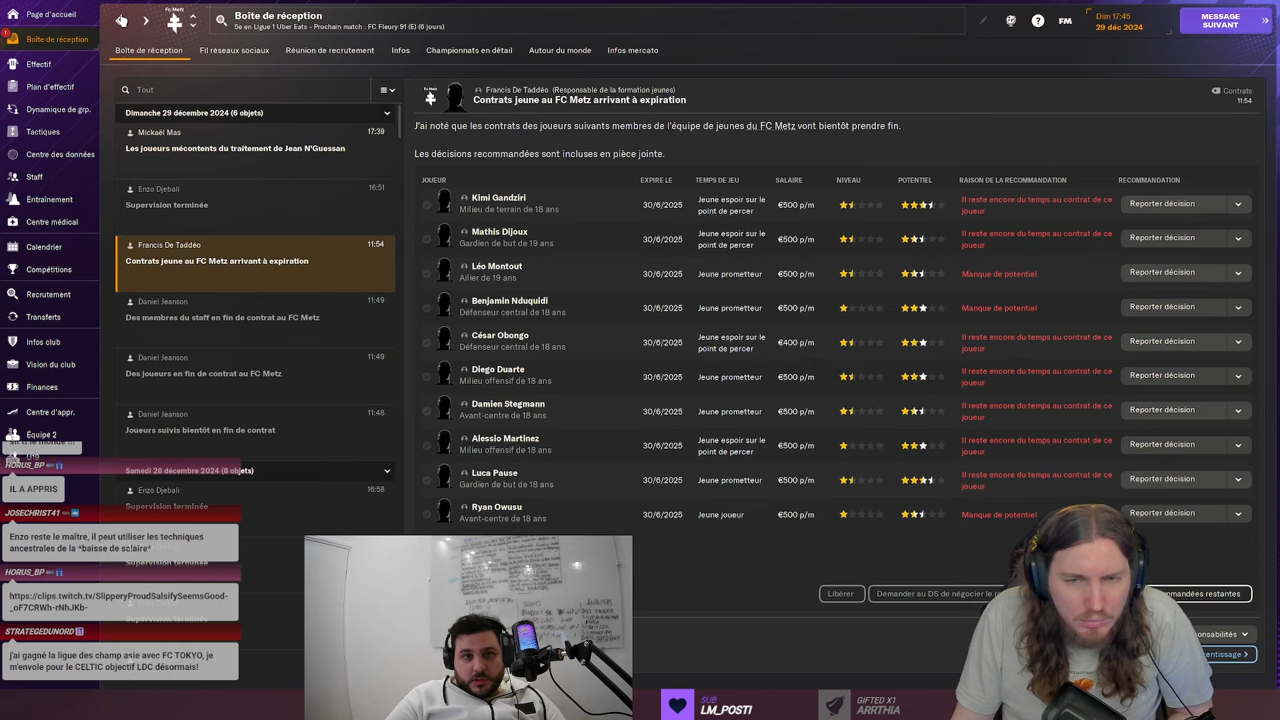 Page d'accueil
1
Boîte de réception
Effectif
Plan d'effectif
Dynamique de grp.
Tactiques
Centre des données
Staff
Entraînement
Centre médical
Calendrier
Compétitions
Recrutement
Transferts
Infos club
Vision du club
Finances
Centre d'appr.
Équipe 2
U19
FC Metz
Boîte de réception
5e en Ligue 1 Uber Eats - Prochain match : FC Fleury 91 (E) (6 jours)
FM
Dim 17:45
29 déc 2024
MESSAGE
SUIVANT
Boîte de réception
Fil réseaux sociaux
Réunion de recrutement
Infos
Championnats en détail
Autour du monde
Infos mercato
Tout
Dimanche 29 décembre 2024 (6 objets)
Mickaël Mas 17:39
Les joueurs mécontents du traitement de Jean N'Guessan
Enzo Djebali 16:51
Supervision terminée
Francis De Taddéo 11:54
Contrats jeune au FC Metz arrivant à expiration
Daniel Jeanson 11:49
Des membres du staff en fin de contrat au FC Metz
Daniel Jeanson 11:49
Des joueurs en fin de contrat au FC Metz
Daniel Jeanson 11:48
Joueurs suivis bientôt en fin de contrat
Samedi 28 décembre 2024 (8 objets)
Enzo Djebali 16:58
Supervision terminée
Francis De Taddéo (Responsable de la formation jeunes)
Contrats jeune au FC Metz arrivant à expiration
Contrats
11:54
J'ai noté que les contrats des joueurs suivants membres de l'équipe de jeunes du FC Metz vont bientôt prendre fin.
Les décisions recommandées sont incluses en pièce jointe.
JOUEUR EXPIRE LE TEMPS DE JEU SALAIRE NIVEAU POTENTIEL RAISON DE LA RECOMMANDATION RECOMMANDATION
Kimi Gandziri
Milieu de terrain de 18 ans
30/6/2025
Jeune espoir sur le
point de percer
€500 p/m
Il reste encore du temps au contrat de ce
joueur
Reporter décision
Mathis Dijoux
Gardien de but de 19 ans
30/6/2025
Jeune espoir sur le
point de percer
€500 p/m
Il reste encore du temps au contrat de ce
joueur
Reporter décision
Léo Montout
Ailier de 19 ans
30/6/2025
Jeune prometteur
€500 p/m
Manque de potentiel
Reporter décision
Benjamin Nduquidi
Défenseur central de 18 ans
30/6/2025
Jeune prometteur
€500 p/m
Manque de potentiel
Reporter décision
César Obongo
Défenseur central de 18 ans
30/6/2025
Jeune espoir sur le
point de percer
€400 p/m
Il reste encore du temps au contrat de ce
joueur
Reporter décision
Diego Duarte
Milieu offensif de 18 ans
30/6/2025
Jeune prometteur
€500 p/m
Il reste encore du temps au contrat de ce
joueur
Reporter décision
Damien Stegmann
Avant-centre de 18 ans
30/6/2025
Jeune prometteur
€500 p/m
Il reste encore du temps au contrat de ce
joueur
Reporter décision
Alessio Martinez
Milieu offensif de 18 ans
30/6/2025
Jeune espoir sur le
point de percer
€500 p/m
Il reste encore du temps au contrat de ce
joueur
Reporter décision
Luca Pause
Gardien de but de 18 ans
30/6/2025
Jeune prometteur
€500 p/m
Il reste encore du temps au contrat de ce
joueur
Reporter décision
Ryan Owusu
Avant-centre de 18 ans
30/6/2025
Jeune joueur
€500 p/m
Manque de potentiel
Reporter décision
Libérer
Demander au DS de négocier le
restantes
HORUS_BP
IL A APPRIS
JOSECHRIST41
Enzo reste le maître, il peut utiliser les techniques
ancestrales de la *baisse de salaire*
HORUS_BP
https://clips.twitch.tv/SlipperyProudSalsifySeemsGood-
_oF7CRWh-rNhJKb-
STRATEGEDUNORD
j'ai gagné la ligue des champ asie avec FC TOKYO, je
m'envole pour le CELTIC objectif LDC désormais!
SUB
LM_POSTI
GIFTED X1
ARRTHIA